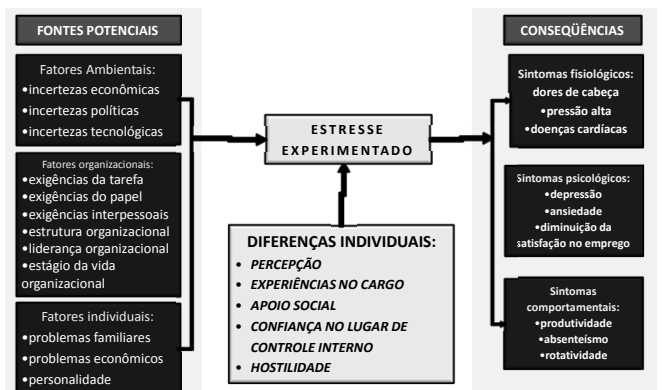 FONTES POTENCIAIS
Fatores Ambientais:
•incertezas econômicas
•incertezas políticas
•incertezas tecnológicas
Fatores organizacionais:
•exigências da tarefa
•exigências do papel
•exigências interpessoais
•estrutura organizacional
•liderança organizacional
•estágio da vida
organizacional
Fatores individuais:
•problemas familiares
•problemas econômicos
•personalidade
ESTRESSE
EXPERIMENTADO
DIFERENÇAS INDIVIDUAIS:
• PERCEPÇÃO
• EXPERIÊNCIAS NO CARGO
• APOIO SOCIAL
• CONFIANÇA NO LUGAR DE
CONTROLE INTERNO
• HOSTILIDADE
CONSEQÜÊNCIAS
Sintomas fisiológicos:
dores de cabeça
•pressão alta
•doenças cardíacas
Sintomas psicológicos:
•depressão
•ansiedade
•diminuição da
satisfação no emprego
Sintomas
comportamentais:
•produtividade
•absenteísmo
•rotatividade